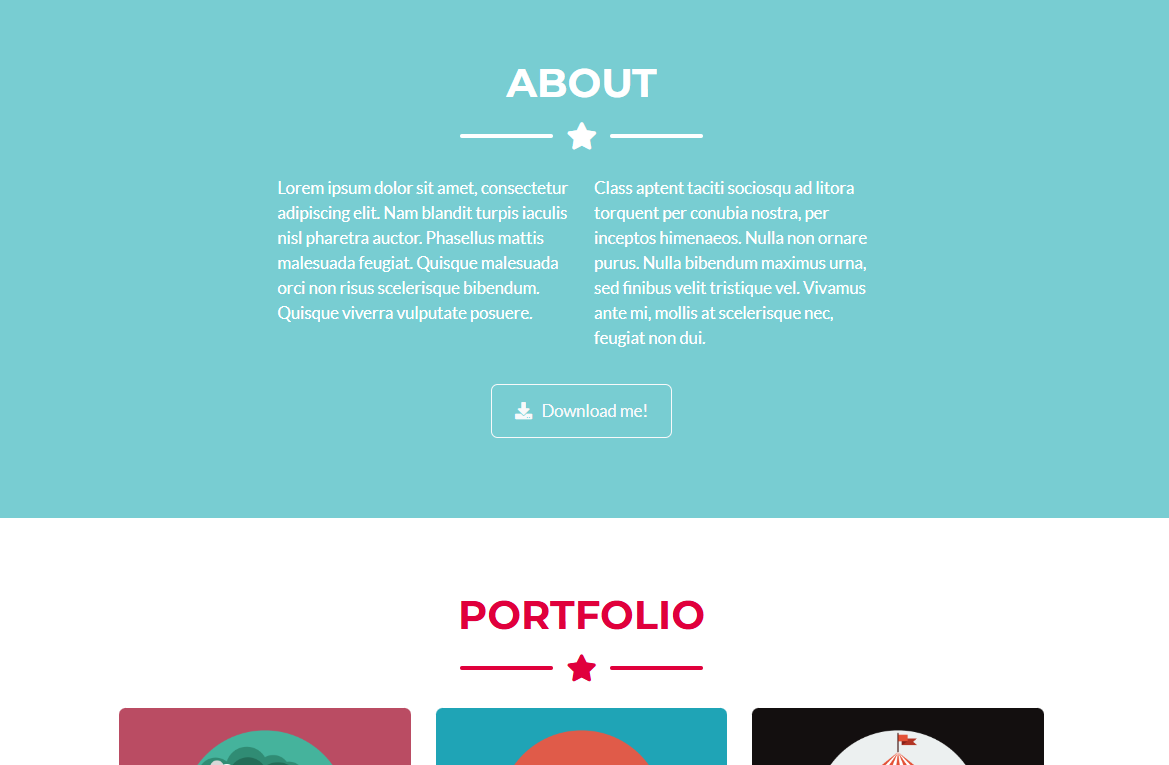 ABOUT
Lorem ipsum dolor sit amet, consectetur
adipiscing elit. Nam blandit turpis iaculis
nisl pharetra auctor. Phasellus mattis
malesuada feugiat. Quisque malesuada
orci non risus scelerisque bibendum.
Quisque viverra vulputate posuere.
Class aptent taciti sociosqu ad litora
torquent per conubia nostra, per
inceptos himenaeos. Nulla non ornare
purus. Nulla bibendum maximus urna,
sed finibus velit tristique vel. Vivamus
ante mi, mollis at scelerisque nec,
feugiat non dui.
Download me!
PORTFOLIO